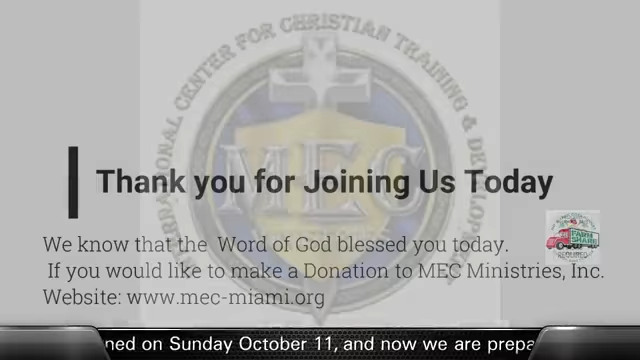 CENTER FOR CHRISTIAN TRAINING & DEVELOPMENT
MEC
Thank you for Joining Us Today
FARM
SHARE
We know that the Word of God blessed you today.
If you would like to make a Donation to MEC Ministries, Inc.
Website: www.mec-miami.org
ned on Sunday October 11, and now we are prepa